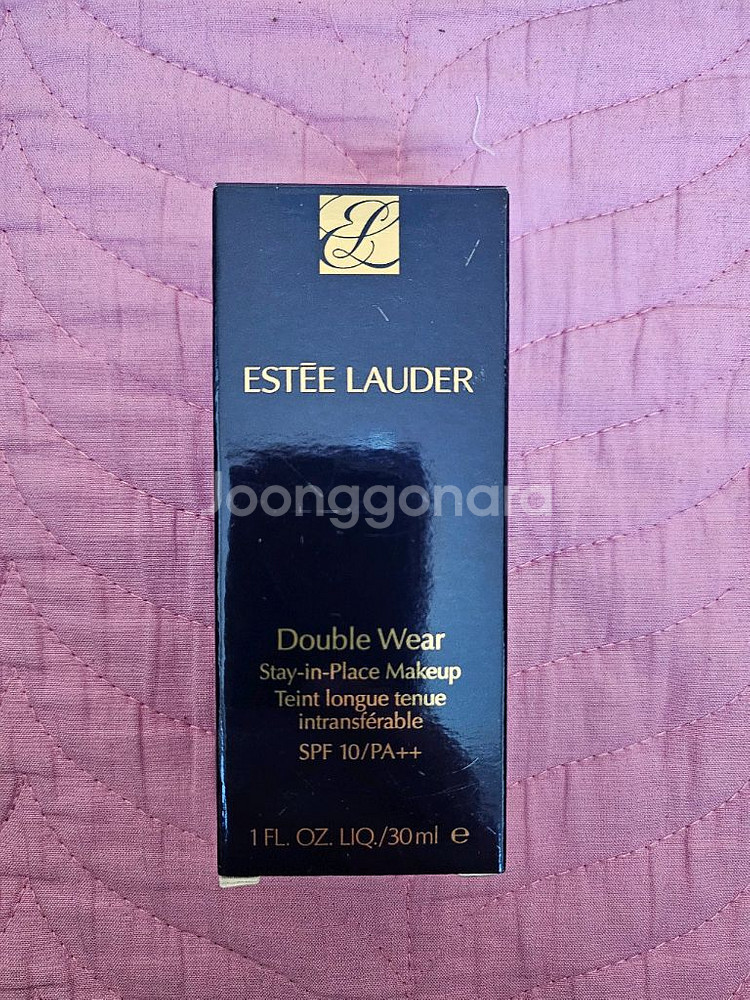 EL
ESTĒE LAUDER
Joonggonara
Double Wear
Stay-in-Place Makeup
Teint longue tenue
intransférable
SPF 10/PA++
1 FL. OZ. LIQ./30 ml ℮